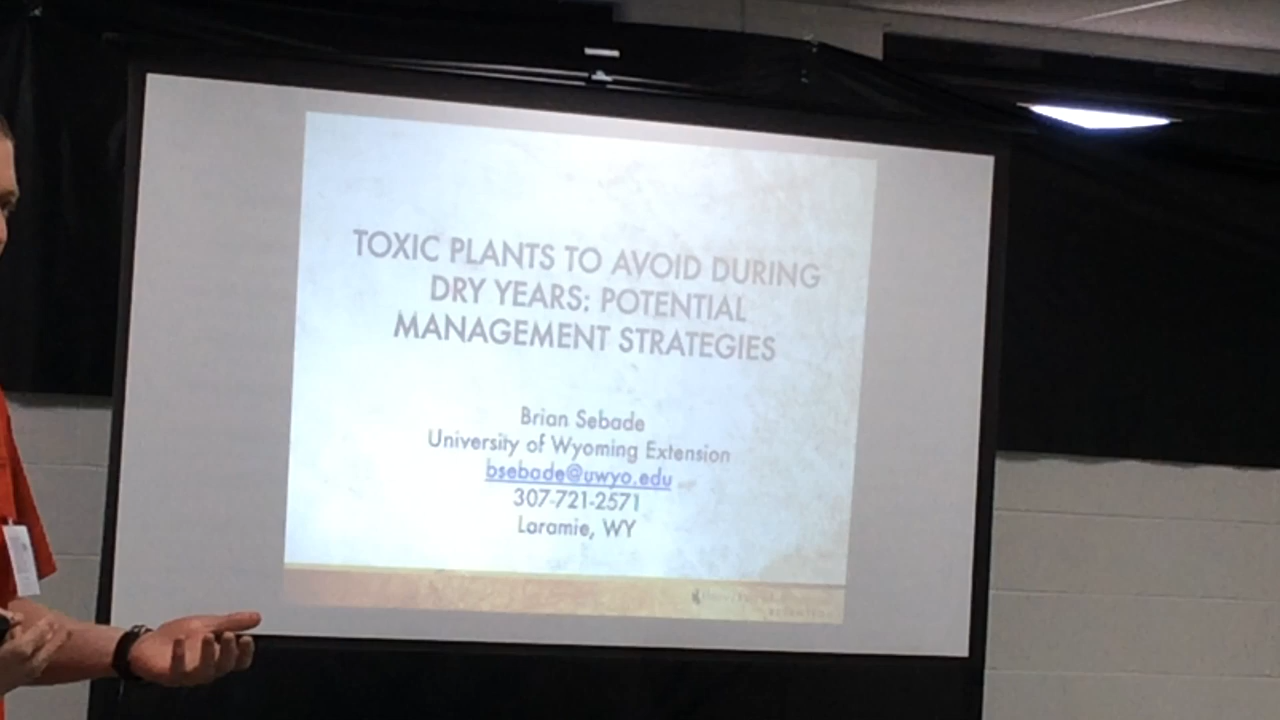 TOXIC PLANTS TO AVOID DURING
DRY YEARS: POTENTIAL
MANAGEMENT STRATEGIES
Brian Sebade
University of Wyoming Extension
bsebade@uwyo.edu
307-721-2571
Laramie, WY